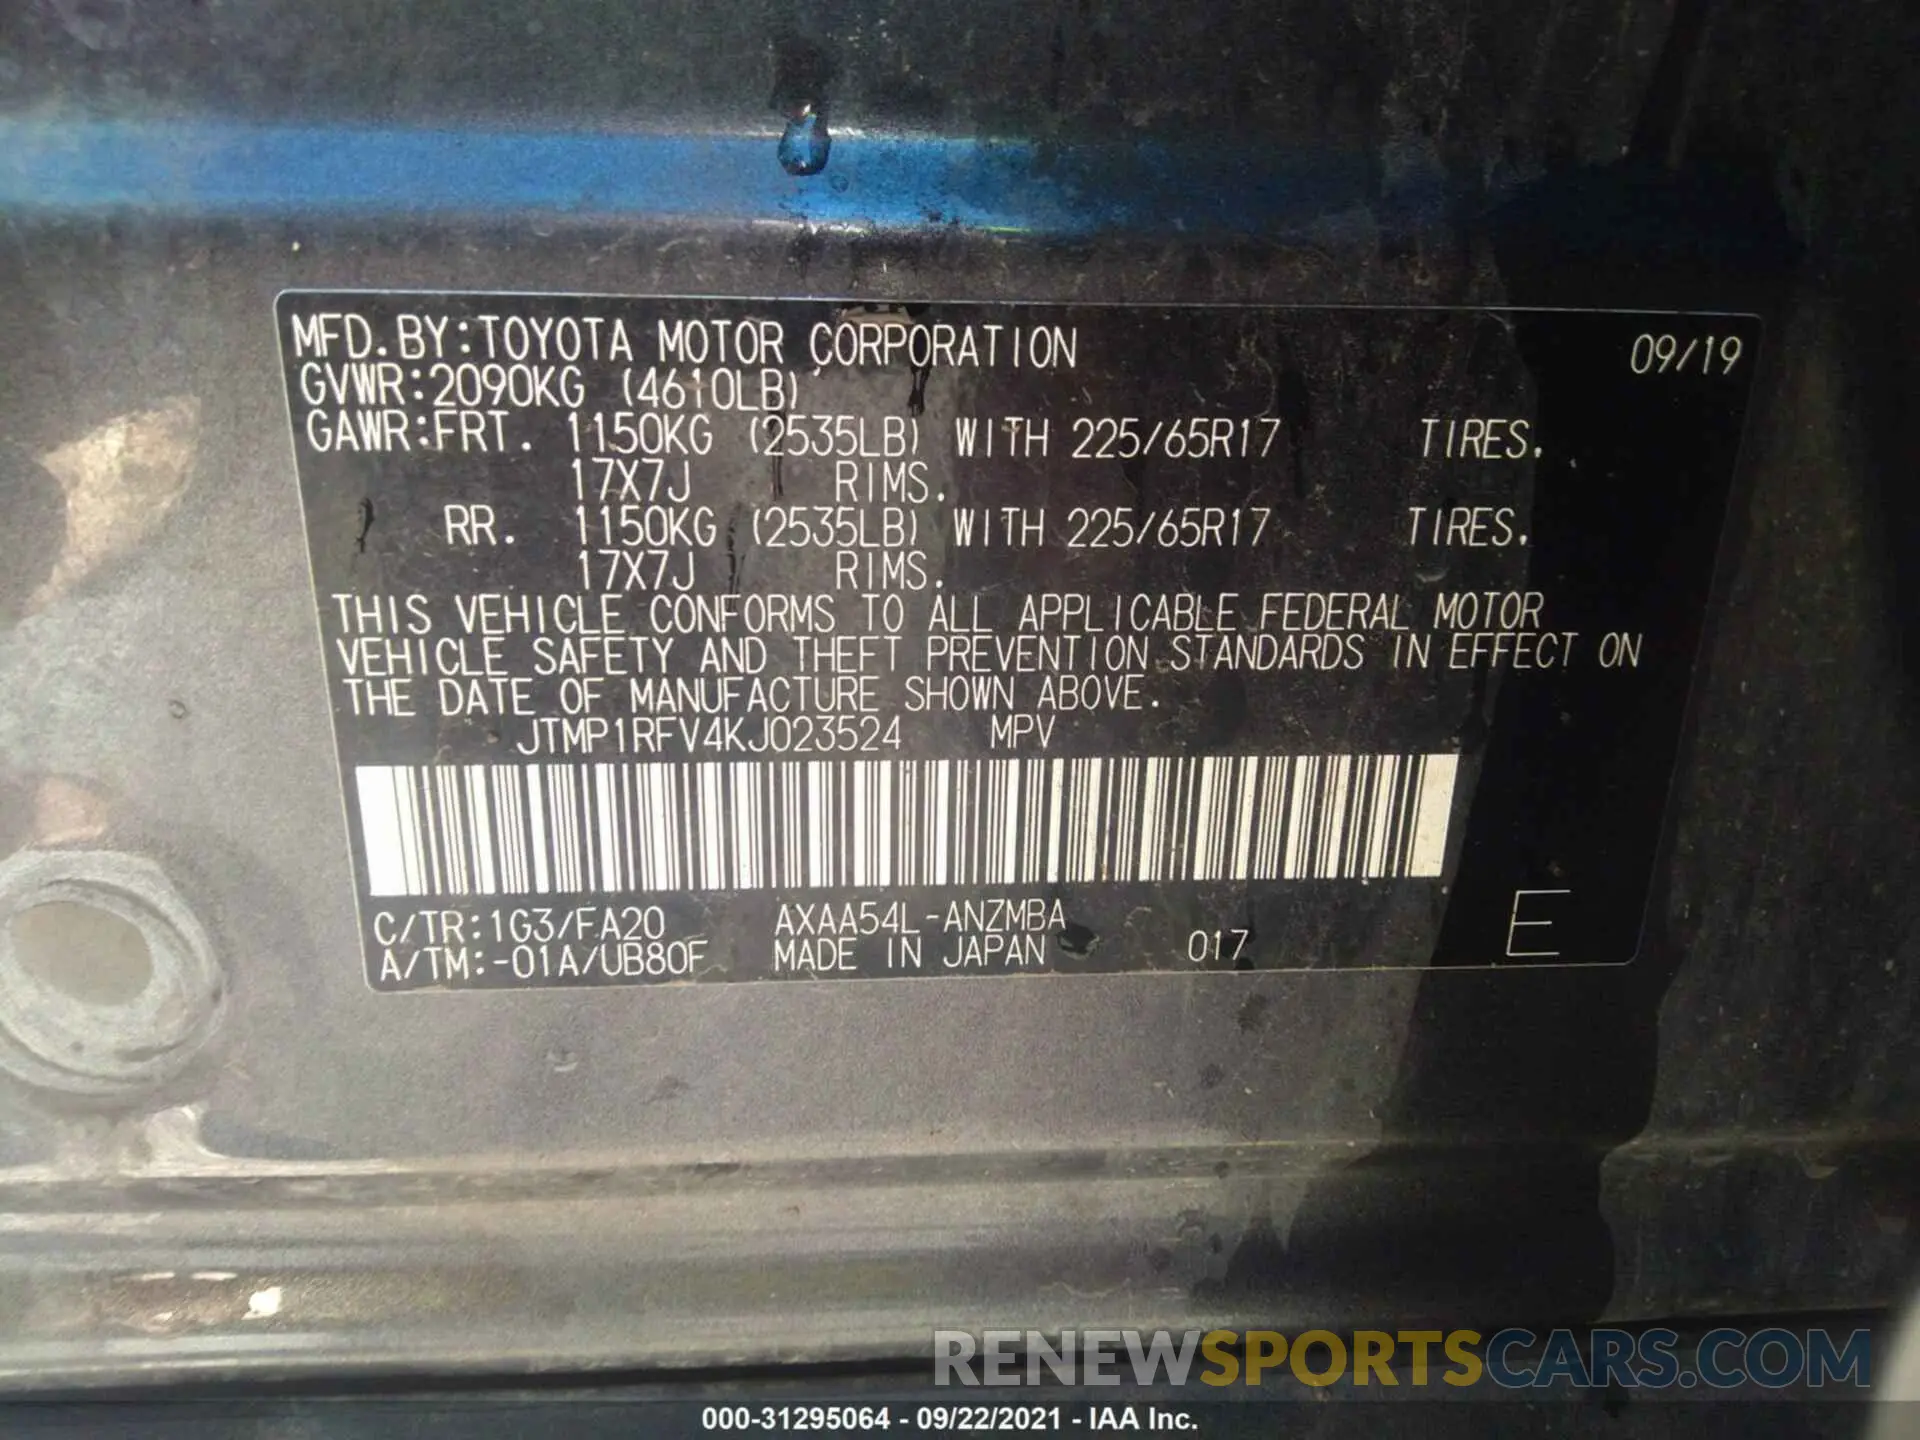 MFD.BY:TOYOTA MOTOR CORPORATION 09/19
GVWR:2090KG (4610LB)
GAWR:FRT. 1150KG (2535LB) WITH 225/65R17 TIRES.
17X7J RIMS.
RR. 1150KG (2535LB) WITH 225/65R17 TIRES.
17X7J RIMS.
THIS VEHICLE CONFORMS TO ALL APPLICABLE FEDERAL MOTOR
VEHICLE SAFETY AND THEFT PREVENTION STANDARDS IN EFFECT ON
THE DATE OF MANUFACTURE SHOWN ABOVE.
JTMP1RFV4KJ023524 MPV
C/TR:1G3/FA20 AXAA54L-ANZMBA
A/TM:-01A/UB80F MADE IN JAPAN 017 E
RENEWSPORTSCARS.COM
000-31295064 - 09/22/2021 - IAA Inc.